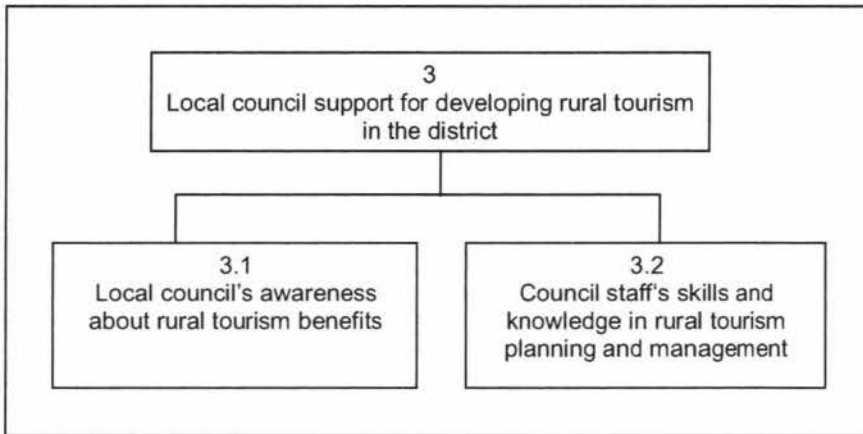 3
Local council support for developing rural tourism
in the district
3.1
Local council's awareness
about rural tourism benefits
3.2
Council staff's skills and
knowledge in rural tourism
planning and management